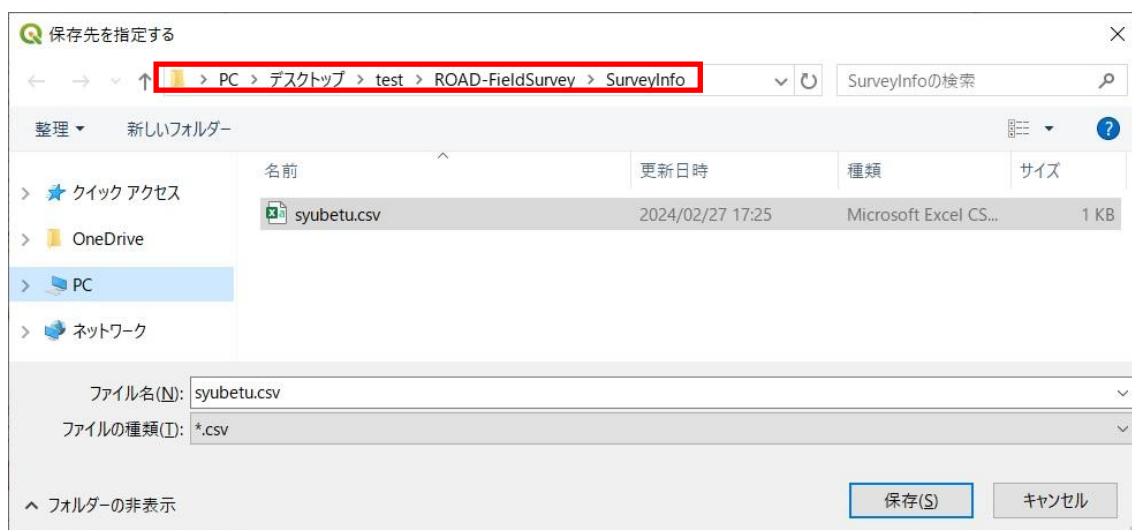 保存先を指定する
PC > デスクトップ > test > ROAD-FieldSurvey > SurveyInfo
SurveyInfoの検索
整理
新しいフォルダー
名前 更新日時 種類 サイズ
クイック アクセス
syubetu.csv 2024/02/27 17:25 Microsoft Excel CS... 1 KB
OneDrive
PC
ネットワーク
ファイル名(N): syubetu.csv
ファイルの種類(T): *.csv
フォルダーの非表示
保存(S) キャンセル